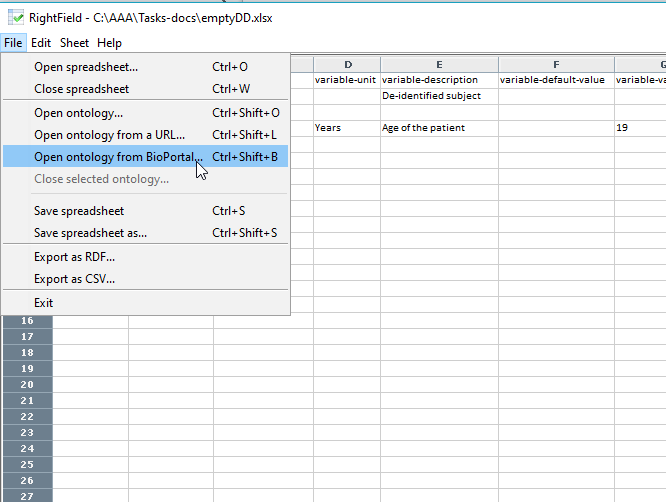 RightField - C:\AAA\Tasks-docs\emptyDD.xlsx
File Edit Sheet Help
Open spreadsheet... Ctrl+O
Close spreadsheet Ctrl+W
Open ontology... Ctrl+Shift+O
Open ontology from a URL... Ctrl+Shift+L
Open ontology from BioPortal... Ctrl+Shift+B
Close selected ontology...
Save spreadsheet Ctrl+S
Save spreadsheet as... Ctrl+Shift+S
Export as RDF...
Export as CSV...
Exit
D E F G
variable-unit variable-description variable-default-value variable-va
De-identified subject
Years Age of the patient 19
16
17
18
19
20
21
22
23
24
25
26
27